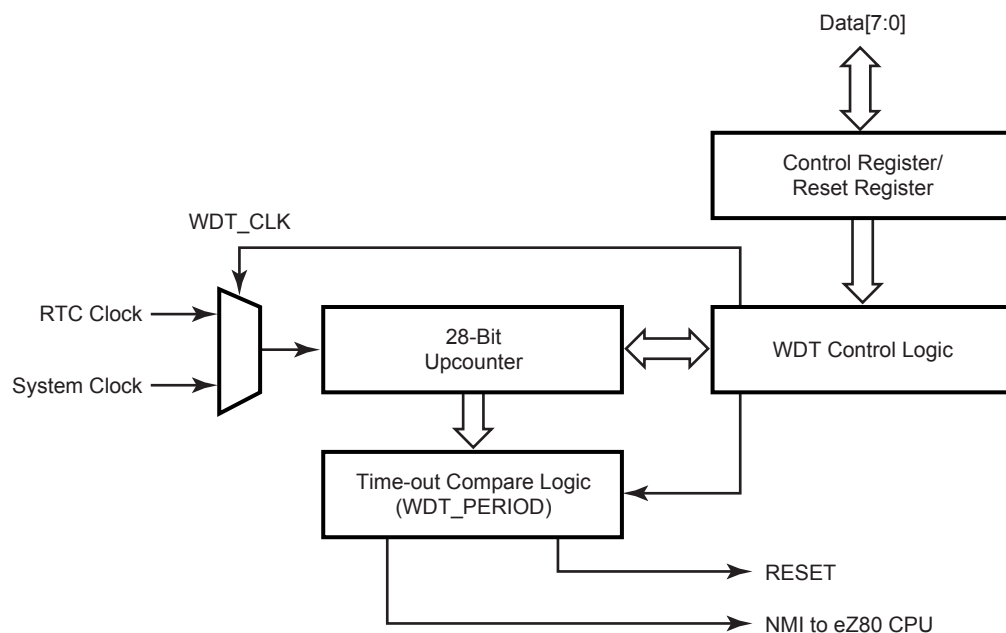 Data[7:0]
Control Register/
Reset Register
WDT_CLK
RTC Clock
28-Bit
Upcounter
WDT Control Logic
System Clock
Time-out Compare Logic
(WDT_PERIOD)
RESET
NMI to eZ80 CPU